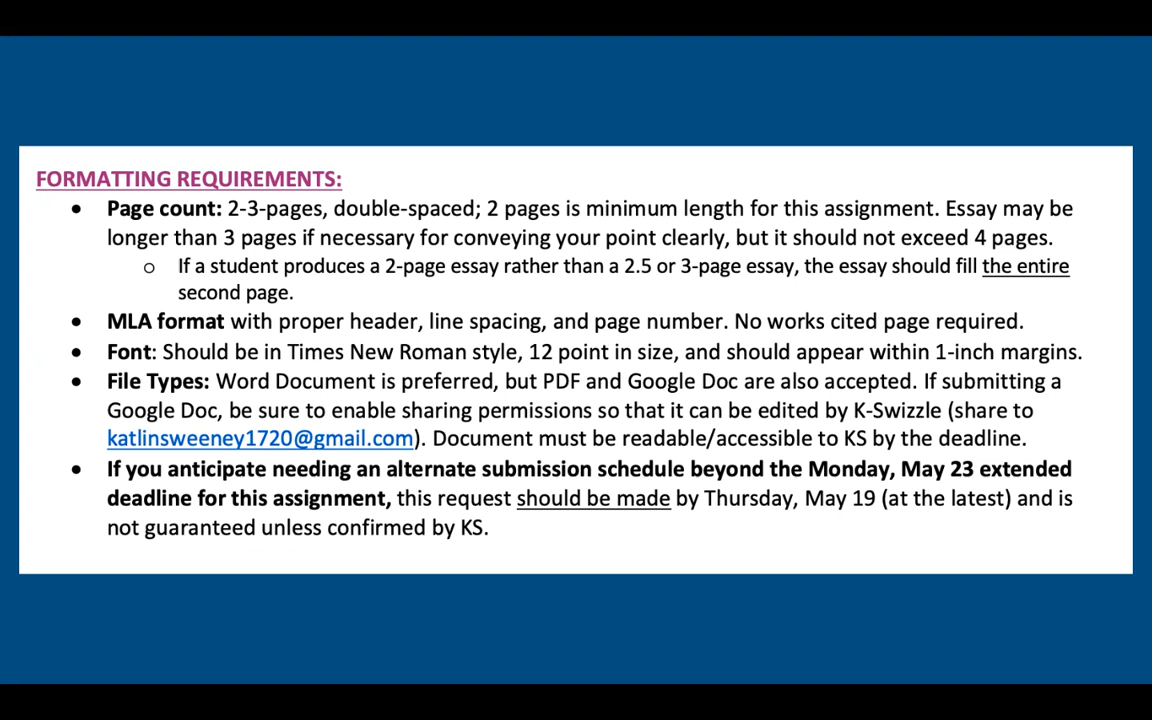 FORMATTING REQUIREMENTS:
• Page count: 2-3-pages, double-spaced; 2 pages is minimum length for this assignment. Essay may be
longer than 3 pages if necessary for conveying your point clearly, but it should not exceed 4 pages.
o If a student produces a 2-page essay rather than a 2.5 or 3-page essay, the essay should fill the entire
second page.
• MLA format with proper header, line spacing, and page number. No works cited page required.
• Font: Should be in Times New Roman style, 12 point in size, and should appear within 1-inch margins.
• File Types: Word Document is preferred, but PDF and Google Doc are also accepted. If submitting a
Google Doc, be sure to enable sharing permissions so that it can be edited by K-Swizzle (share to
katlinsweeney1720@gmail.com). Document must be readable/accessible to KS by the deadline.
• If you anticipate needing an alternate submission schedule beyond the Monday, May 23 extended
deadline for this assignment, this request should be made by Thursday, May 19 (at the latest) and is
not guaranteed unless confirmed by KS.